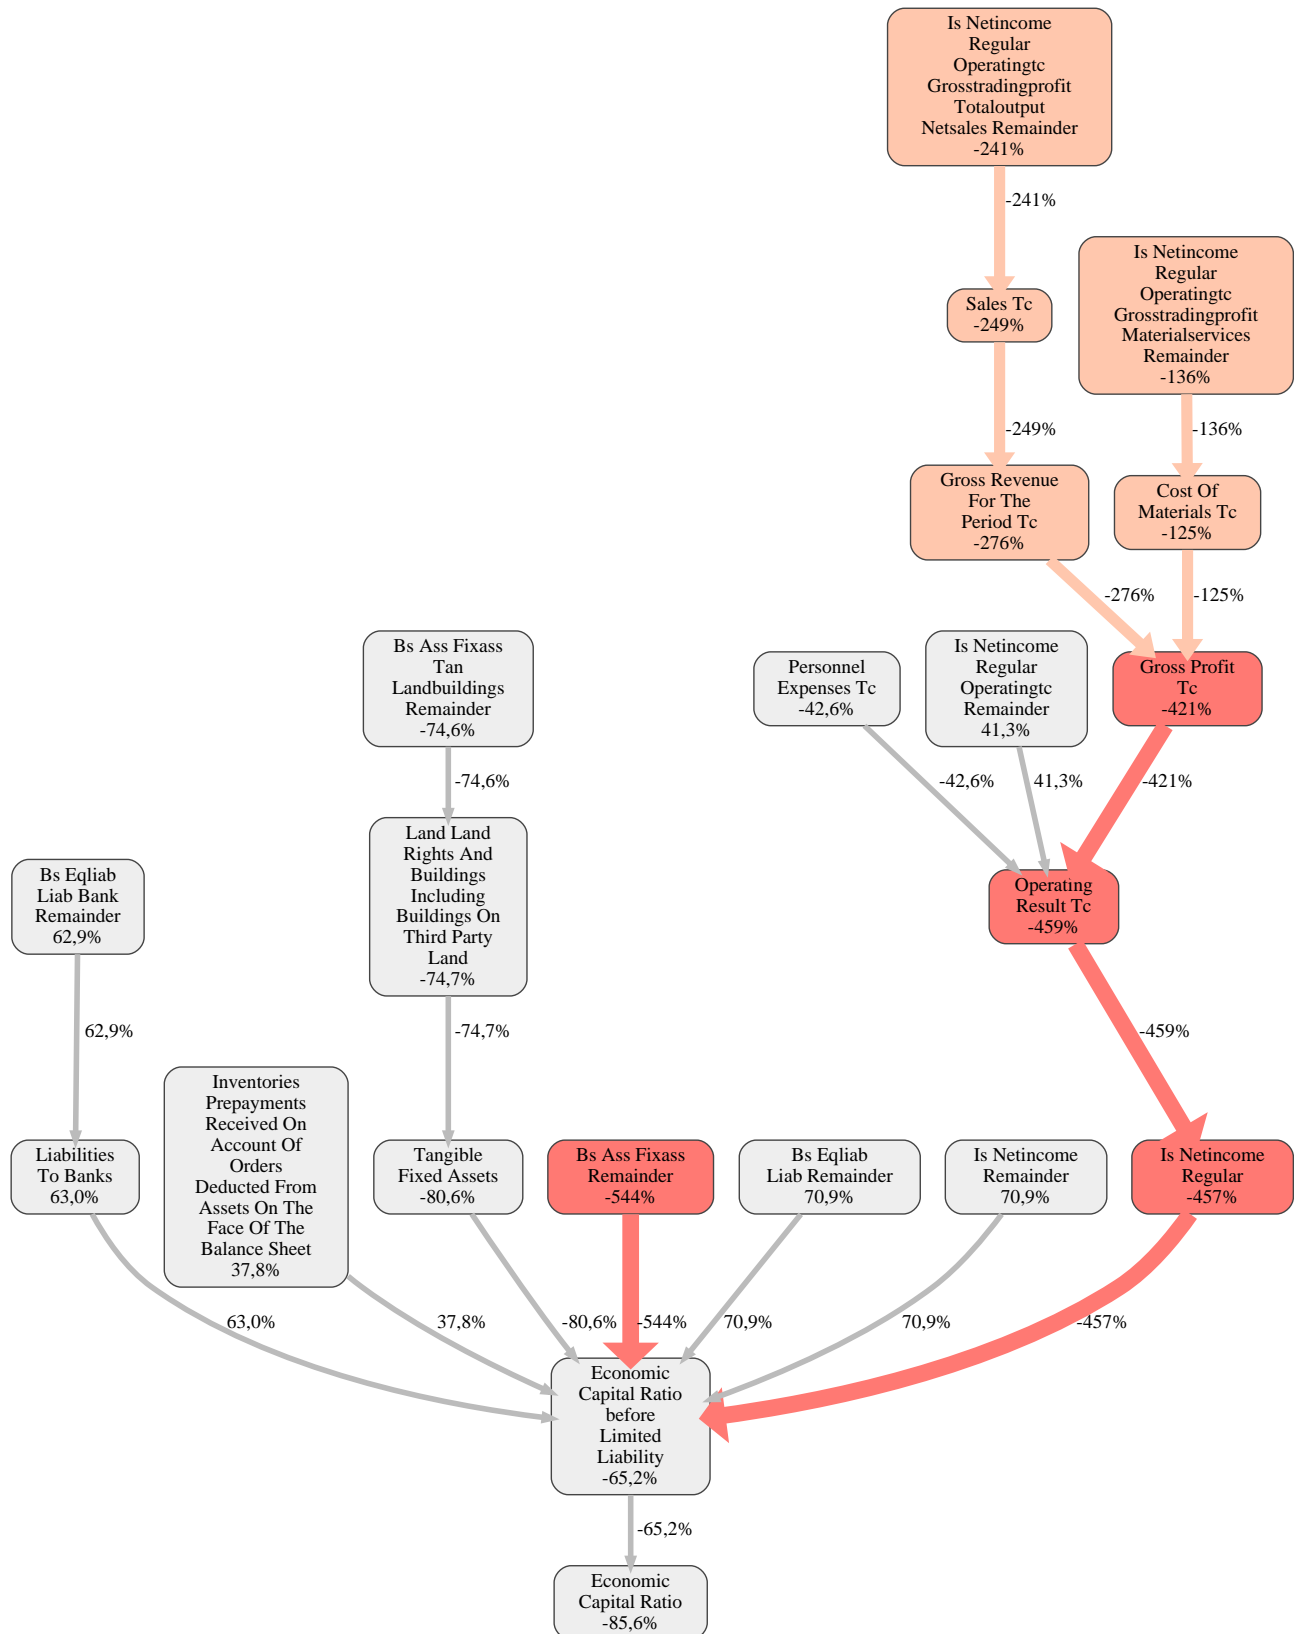 Is Netincome
Regular
Operatingtc
Grosstradingprofit
Totaloutput
Netsales Remainder
-241%
-241%
Is Netincome
Regular
Operatingtc
Grosstradingprofit
Materialservices
Remainder
-136%
Sales Tc
-249%
-249%
-136%
Gross Revenue
For The
Period Tc
-276%
Cost Of
Materials Tc
-125%
-276%
-125%
Bs Ass Fixass
Tan
Landbuildings
Remainder
-74,6%
Personnel
Expenses Tc
-42,6%
Is Netincome
Regular
Operatingtc
Remainder
41,3%
Gross Profit
Tc
-421%
-74,6%
-42,6%
41,3%
-421%
Land Land
Rights And
Buildings
Including
Buildings On
Third Party
Land
-74,7%
Bs Eqliab
Liab Bank
Remainder
62,9%
Operating
Result Tc
-459%
62,9%
-74,7%
-459%
Inventories
Prepayments
Received On
Account Of
Orders
Deducted From
Assets On The
Face Of The
Balance Sheet
37,8%
Liabilities
To Banks
63,0%
Tangible
Fixed Assets
-80,6%
Bs Ass Fixass
Remainder
-544%
Bs Eqliab
Liab Remainder
70,9%
Is Netincome
Remainder
70,9%
Is Netincome
Regular
-457%
63,0%
37,8%
-80,6%
-544%
70,9%
70,9%
-457%
Economic
Capital Ratio
before
Limited
Liability
-65,2%
-65,2%
Economic
Capital Ratio
-85,6%